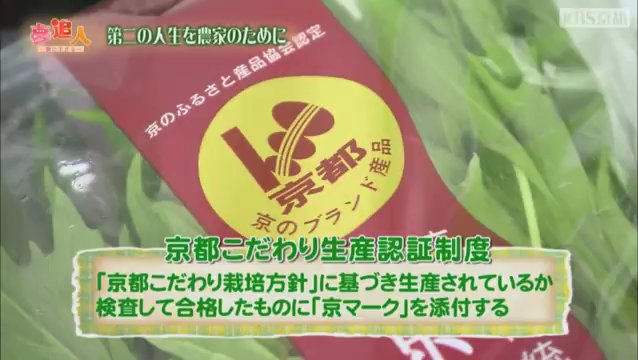 夢追人
第二の人生を農家のために
KBS京都
京のふるさと産品協会認定
京都
京のブランド産品
京都こだわり生産認証制度
「京都こだわり栽培方針」に基づき生産されているか
検査して合格したものに「京マーク」を添付する